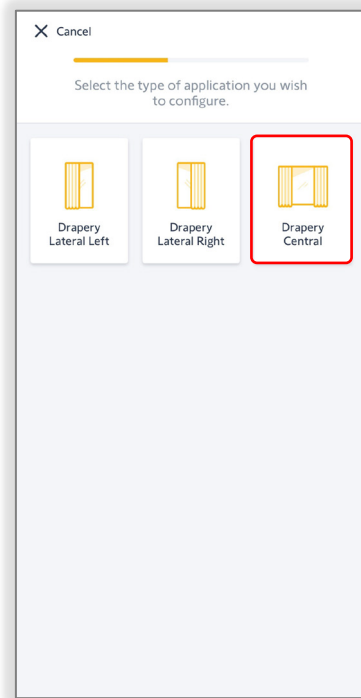 Cancel
Select the type of application you wish
to configure.
Drapery
Lateral Left
Drapery
Lateral Right
Drapery
Central